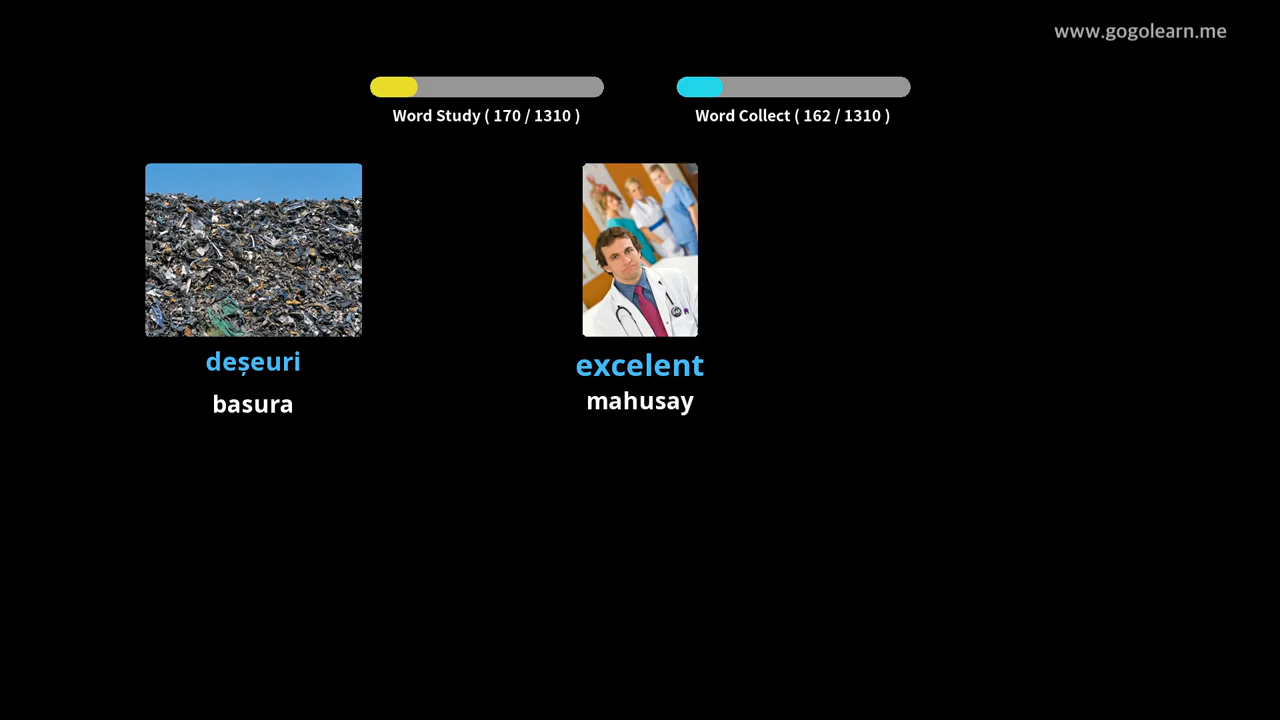 www.gogolearn.me
Word Study ( 170 / 1310 )
Word Collect ( 162 / 1310 )
deșeuri
basura
excelent
mahusay